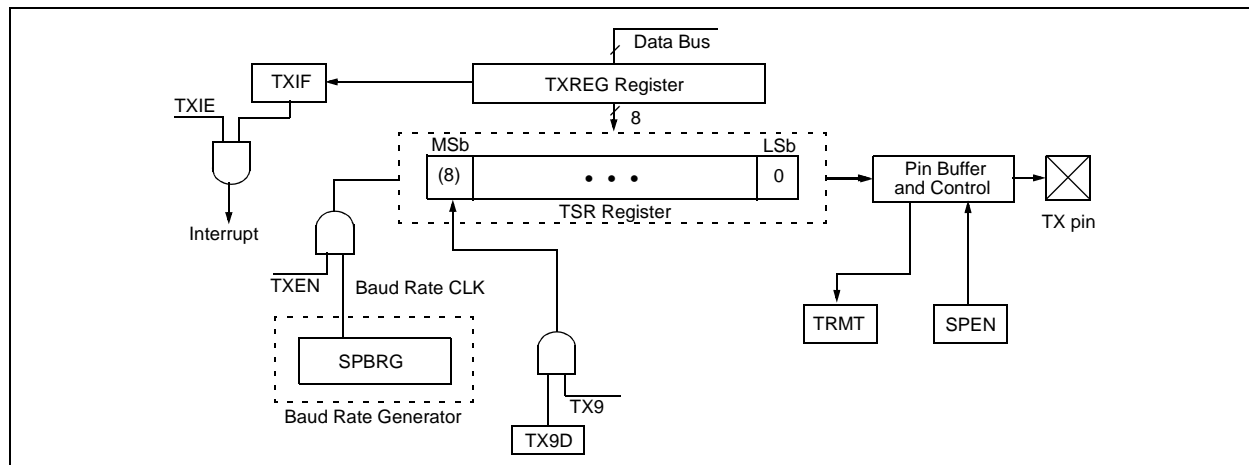 Data Bus
TXIF
TXREG Register
TXIE
8
MSb
LSb
(8)
• • •
0
Pin Buffer
and Control
TSR Register
Interrupt
TX pin
TXEN
Baud Rate CLK
TRMT
SPEN
SPBRG
TX9
Baud Rate Generator
TX9D